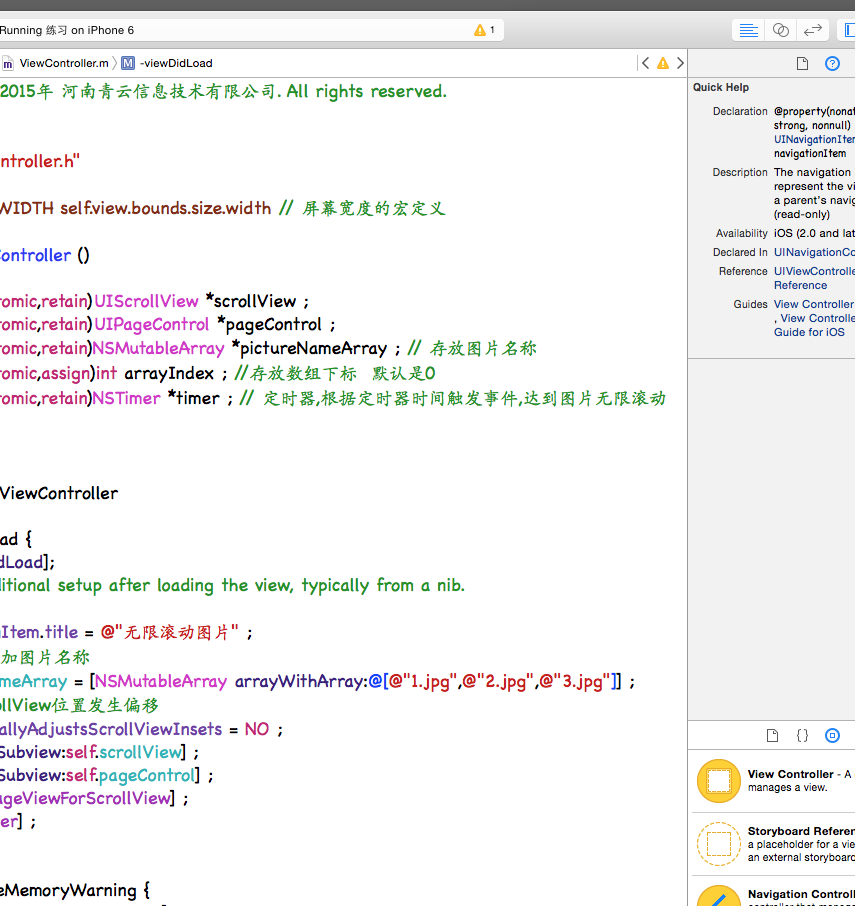 Running 练习 on iPhone 6
1
ViewController.m
M
-viewDidLoad
2015年 河南青云信息技术有限公司. All rights reserved.
ntroller.h"
WIDTH self.view.bounds.size.width // 屏幕宽度的宏定义
Controller ()
omic,retain)UIScrollView *scrollView ;
omic,retain)UIPageControl *pageControl ;
omic,retain)NSMutableArray *pictureNameArray ; // 存放图片名称
omic,assign)int arrayIndex ; //存放数组下标 默认是0
omic,retain)NSTimer *timer ; // 定时器,根据定时器时间触发事件,达到图片无限滚动
ViewController
ad {
dLoad];
ditional setup after loading the view, typically from a nib.
nItem.title = @"无限滚动图片" ;
加图片名称
meArray = [NSMutableArray arrayWithArray:@[@"1.jpg",@"2.jpg",@"3.jpg"]] ;
ollView位置发生偏移
allyAdjustsScrollViewInsets = NO ;
Subview:self.scrollView] ;
Subview:self.pageControl] ;
ageViewForScrollView] ;
er] ;
eMemoryWarning {
Quick Help
Declaration @property(nonat
strong, nonnull)
UINavigationIter
navigationItem
Description The navigation
represent the vi
a parent's navig
(read-only)
Availability iOS (2.0 and lat
Declared In UINavigationCo
Reference UIViewControlle
Reference
Guides View Controller
, View Controlle
Guide for iOS
{}
View Controller - A
manages a view.
Storyboard Referen
a placeholder for a vie
an external storyboard
Navigation Controll